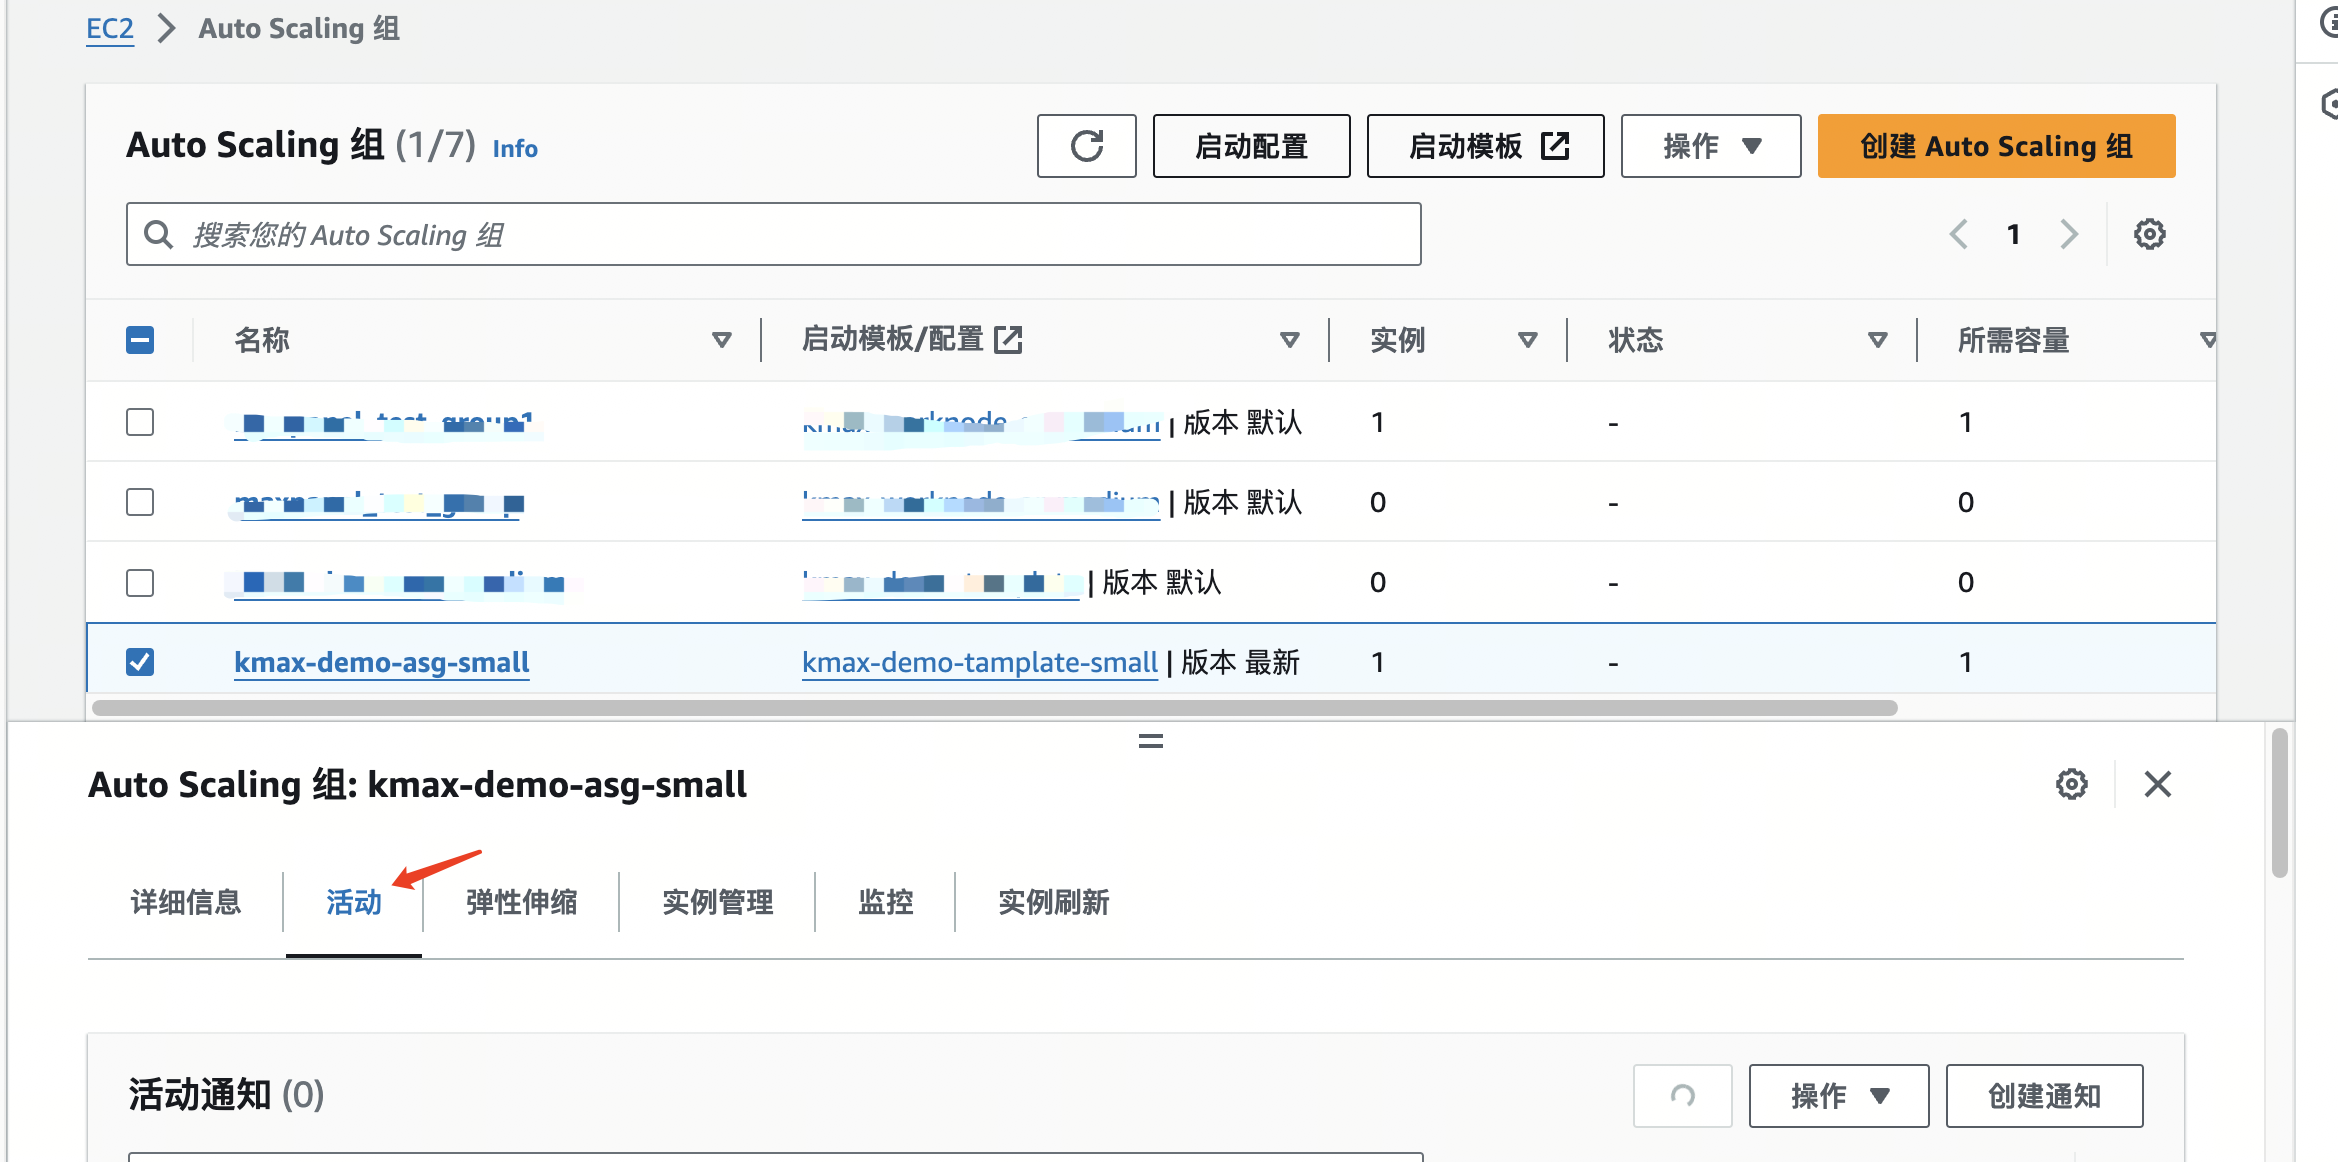 EC2 > Auto Scaling 组
Auto Scaling 组 (1/7) Info
启动配置 启动模板 操作 创建 Auto Scaling 组
搜索您的 Auto Scaling 组
1
名称 启动模板/配置 实例 状态 所需容量
| 版本 默认 1 - 1
| 版本 默认 0 - 0
| 版本 默认 0 - 0
kmax-demo-asg-small kmax-demo-tamplate-small | 版本 最新 1 - 1
Auto Scaling 组: kmax-demo-asg-small
详细信息 活动 弹性伸缩 实例管理 监控 实例刷新
活动通知 (0)
操作 创建通知